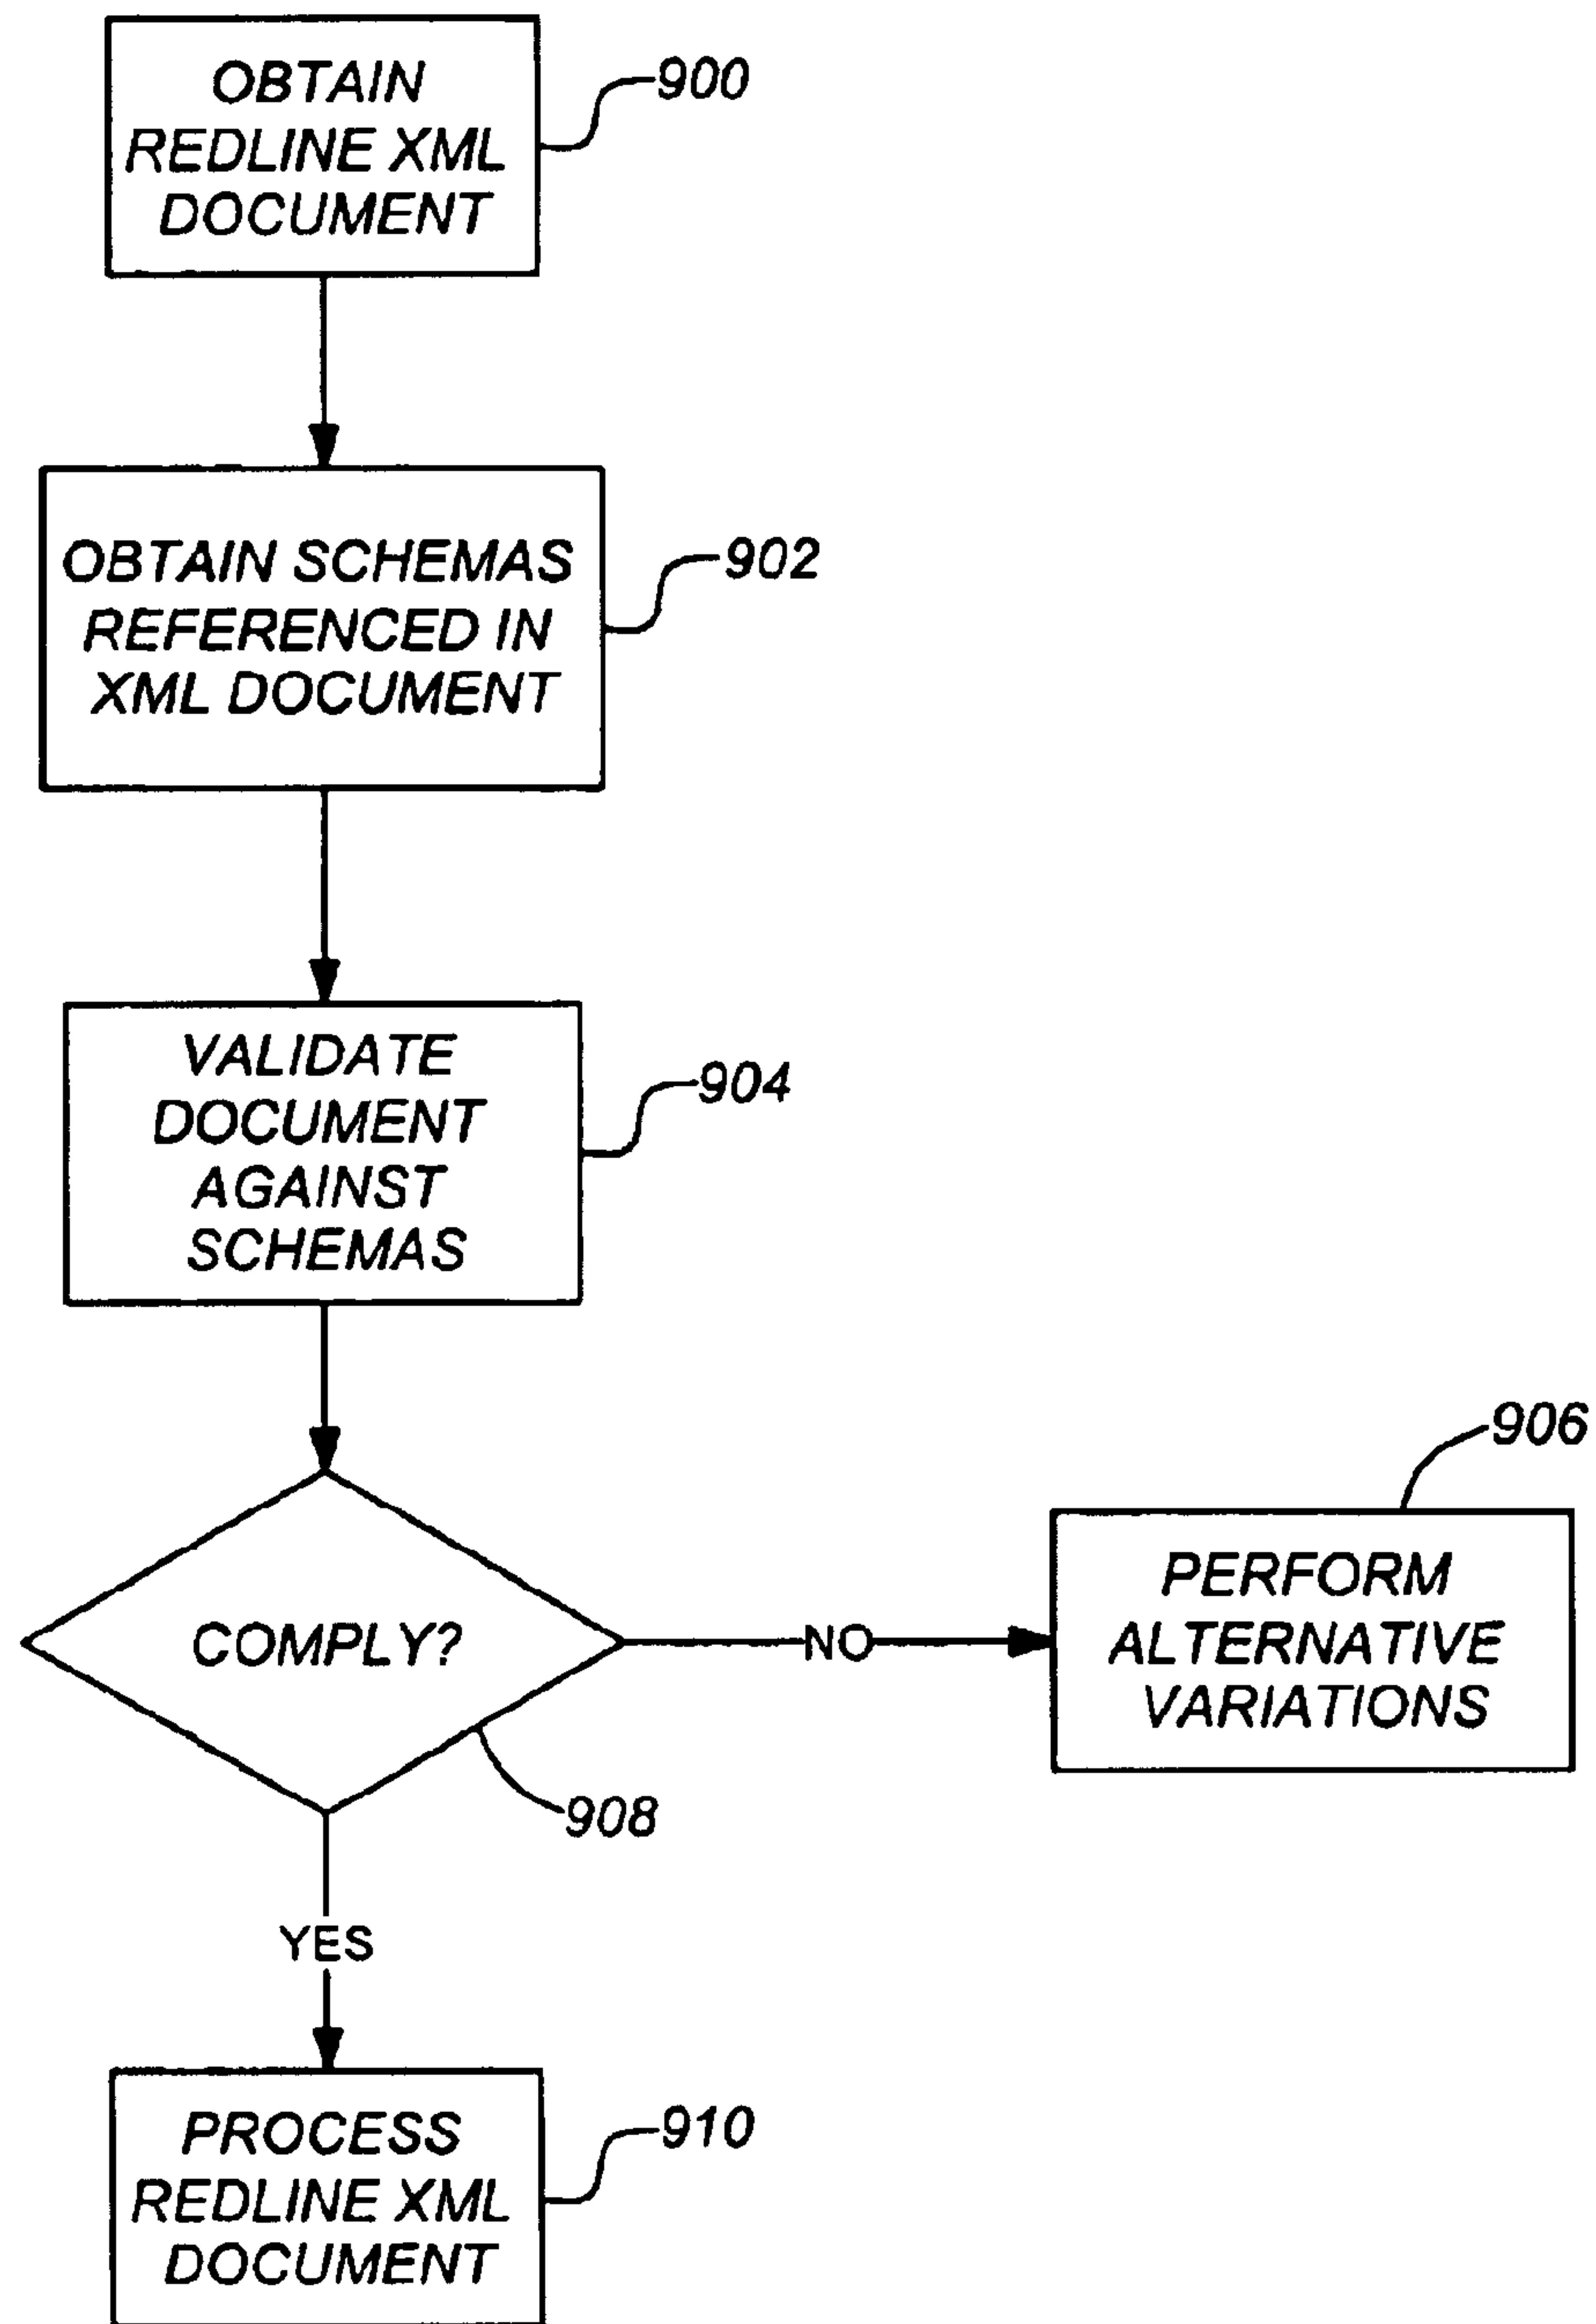 OBTAIN
REDLINE XML
DOCUMENT
900
OBTAIN SCHEMAS
REFERENCED IN
XML DOCUMENT
902
VALIDATE
DOCUMENT
AGAINST
SCHEMAS
904
COMPLY?
NO
906
PERFORM
ALTERNATIVE
VARIATIONS
908
YES
PROCESS
REDLINE XML
DOCUMENT
910